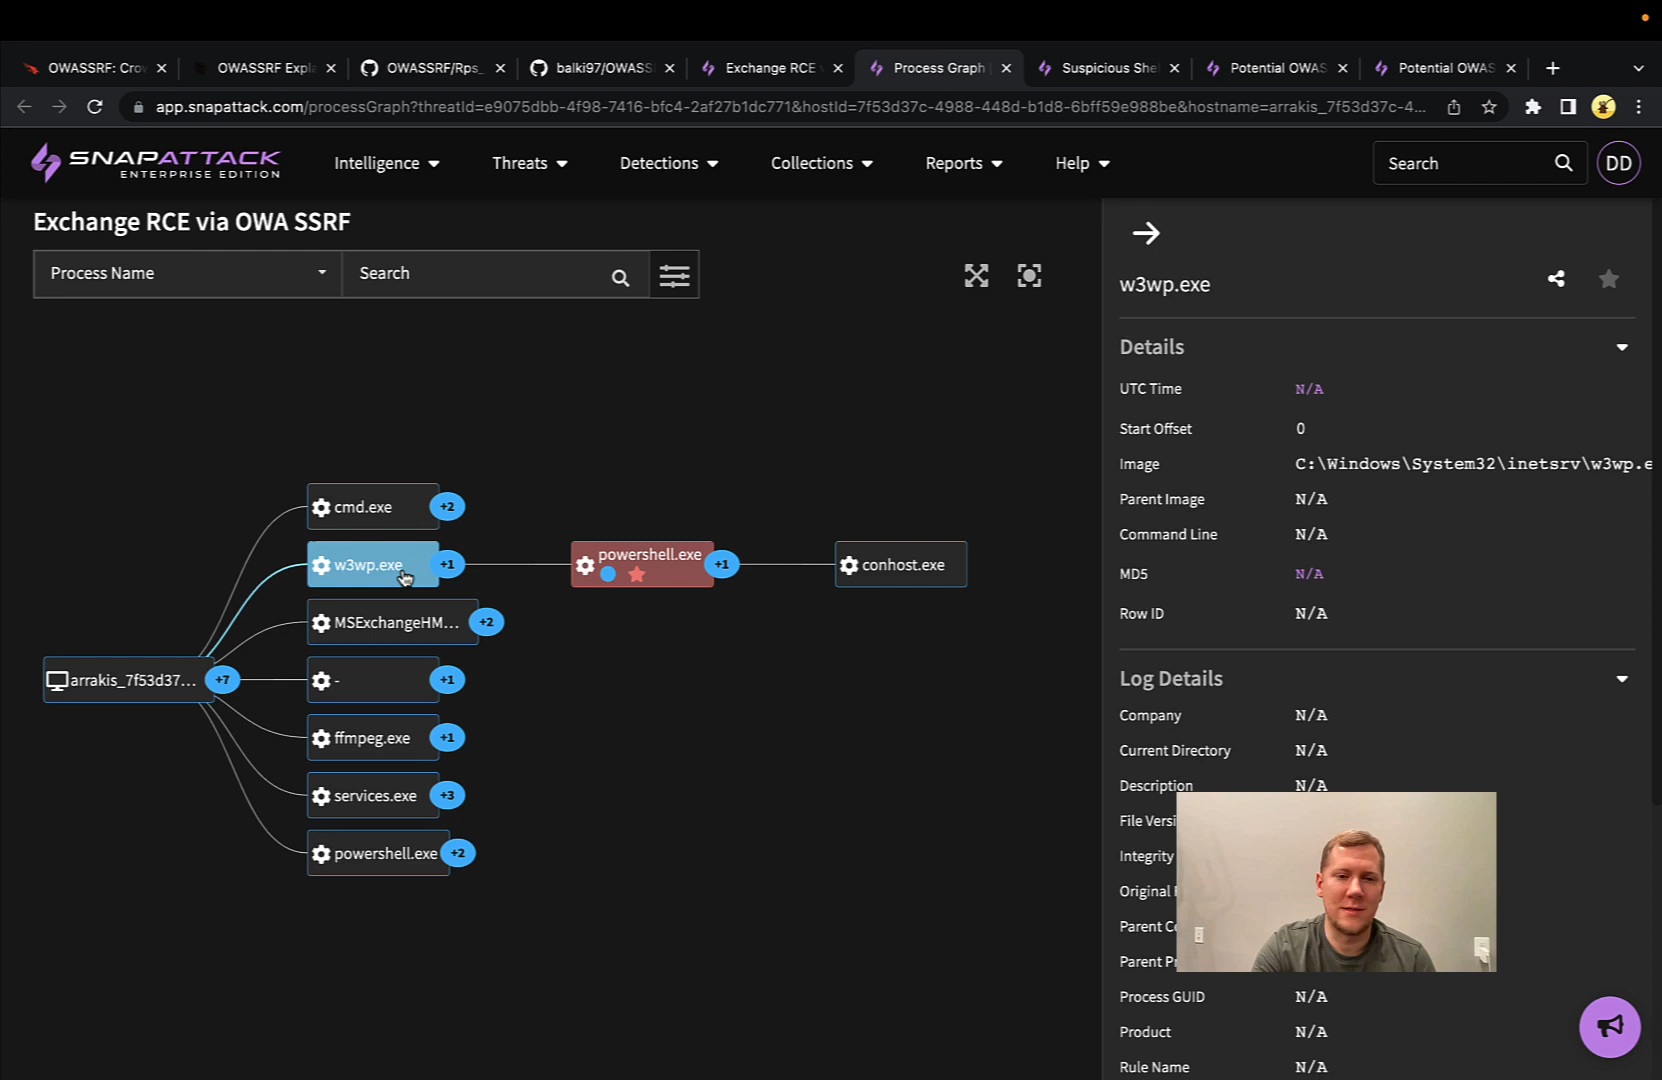 OWASSRF: Crov
OWASSRF Expla
OWASSRF/Rps_
balki97/OWASS
Exchange RCE
Process Graph
Suspicious She
Potential OWAS
Potential OWAS
app.snapattack.com/processGraph?threatId=e9075dbb-4f98-7416-bfc4-2af27b1dc771&hostId=7f53d37c-4988-448d-b1d8-6bff59e988be&hostname=arrakis_7f53d37c-4...
SNAPATTACK
ENTERPRISE EDITION
Intelligence
Threats
Detections
Collections
Reports
Help
Search
DD
Exchange RCE via OWA SSRF
Process Name
Search
cmd.exe
+2
w3wp.exe
+1
powershell.exe
+1
conhost.exe
MSExchangeHM...
+2
arrakis_7f53d37...
+7
-
+1
ffmpeg.exe
+1
services.exe
+3
powershell.exe
+2
w3wp.exe
Details
UTC Time N/A
Start Offset 0
Image C:\Windows\System32\inetsrv\w3wp.e
Parent Image N/A
Command Line N/A
MD5 N/A
Row ID N/A
Log Details
Company N/A
Current Directory N/A
Description N/A
File Versi
Integrity
Original
Parent Co
Parent Pr
Process GUID N/A
Product N/A
Rule Name N/A